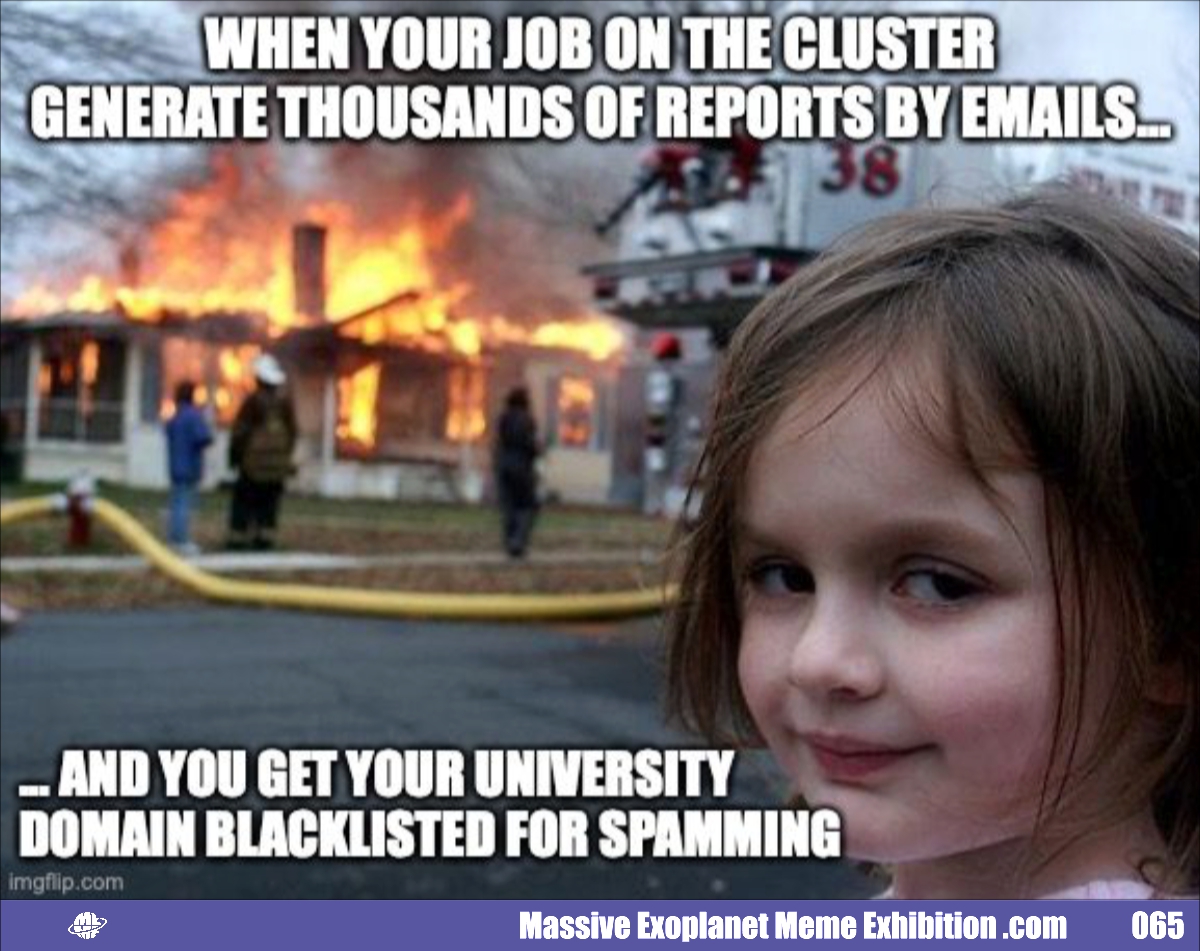 WHEN YOUR JOB ON THE CLUSTER
GENERATE THOUSANDS OF REPORTS BY EMAILS...
38
... AND YOU GET YOUR UNIVERSITY
DOMAIN BLACKLISTED FOR SPAMMING
imgflip.com
Massive Exoplanet Meme Exhibition .com 065